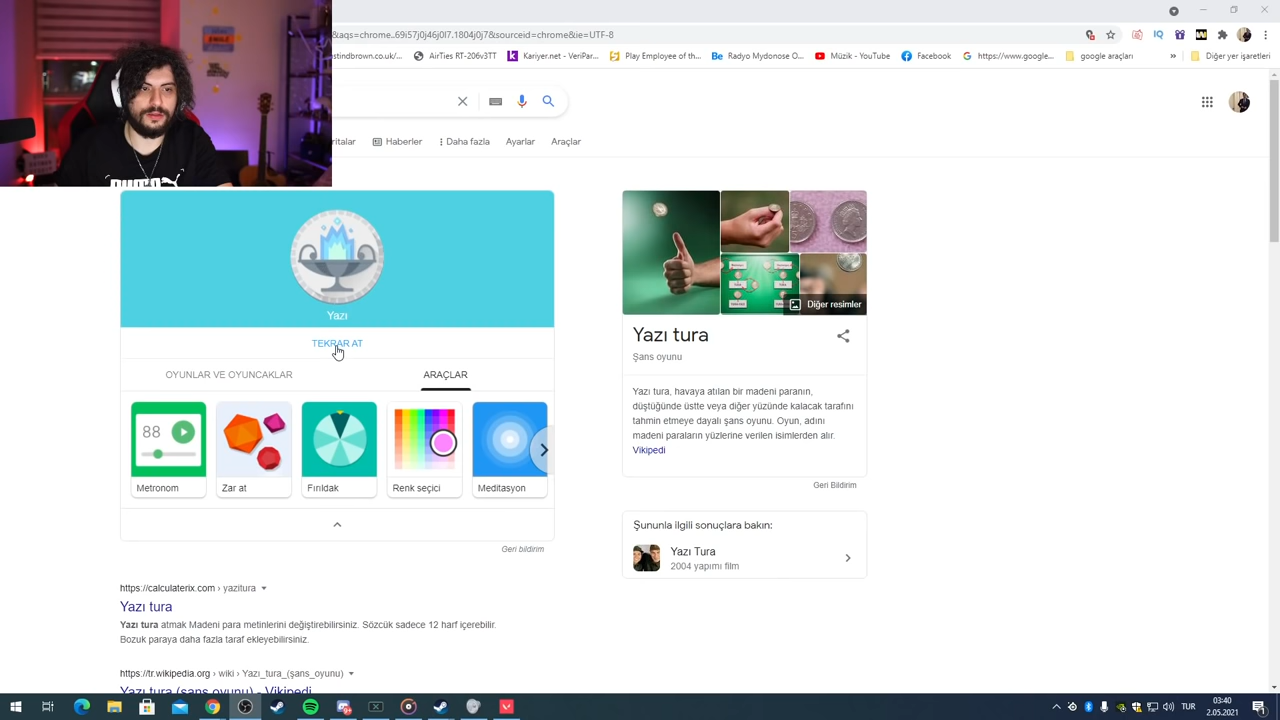 &aqs=chrome..69i57j0j46j0l7.1804j0j7&sourceid=chrome&ie=UTF-8
stindbrown.co.uk/...
AirTies RT-206v3TT
Kariyer.net - VeriPar...
Play Employee of the...
Radyo Mydonose O...
Müzik - YouTube
Facebook
https://www.google...
google araçları
»
Diğer yer işaretleri
Haberler
Daha fazla
Ayarlar
Araçlar
Yazı
TEKRAR AT
OYUNLAR VE OYUNCAKLAR
ARAÇLAR
88
Metronom
Zar at
Fırıldak
Renk seçici
Meditasyon
Geri bildirim
https://calculaterix.com › yazitura
Yazı tura
Yazı tura atmak Madeni para metinlerini değiştirebilirsiniz. Sözcük sadece 12 harf içerebilir.
Bozuk paraya daha fazla taraf ekleyebilirsiniz.
https://tr.wikipedia.org › wiki › Yazı_tura_(şans_oyunu)
Yazı tura (şans oyunu) - Vikipedi
Diğer resimler
Yazı tura
Şans oyunu
Yazı tura, havaya atılan bir madeni paranın,
düştüğünde üstte veya diğer yüzünde kalacak tarafını
tahmin etmeye dayalı şans oyunu. Oyun, adını
madeni paraların yüzlerine verilen isimlerden alır.
Vikipedi
Geri Bildirim
Şununla ilgili sonuçlara bakın:
Yazı Tura
2004 yapımı film
TUR
03:40
2.05.2021